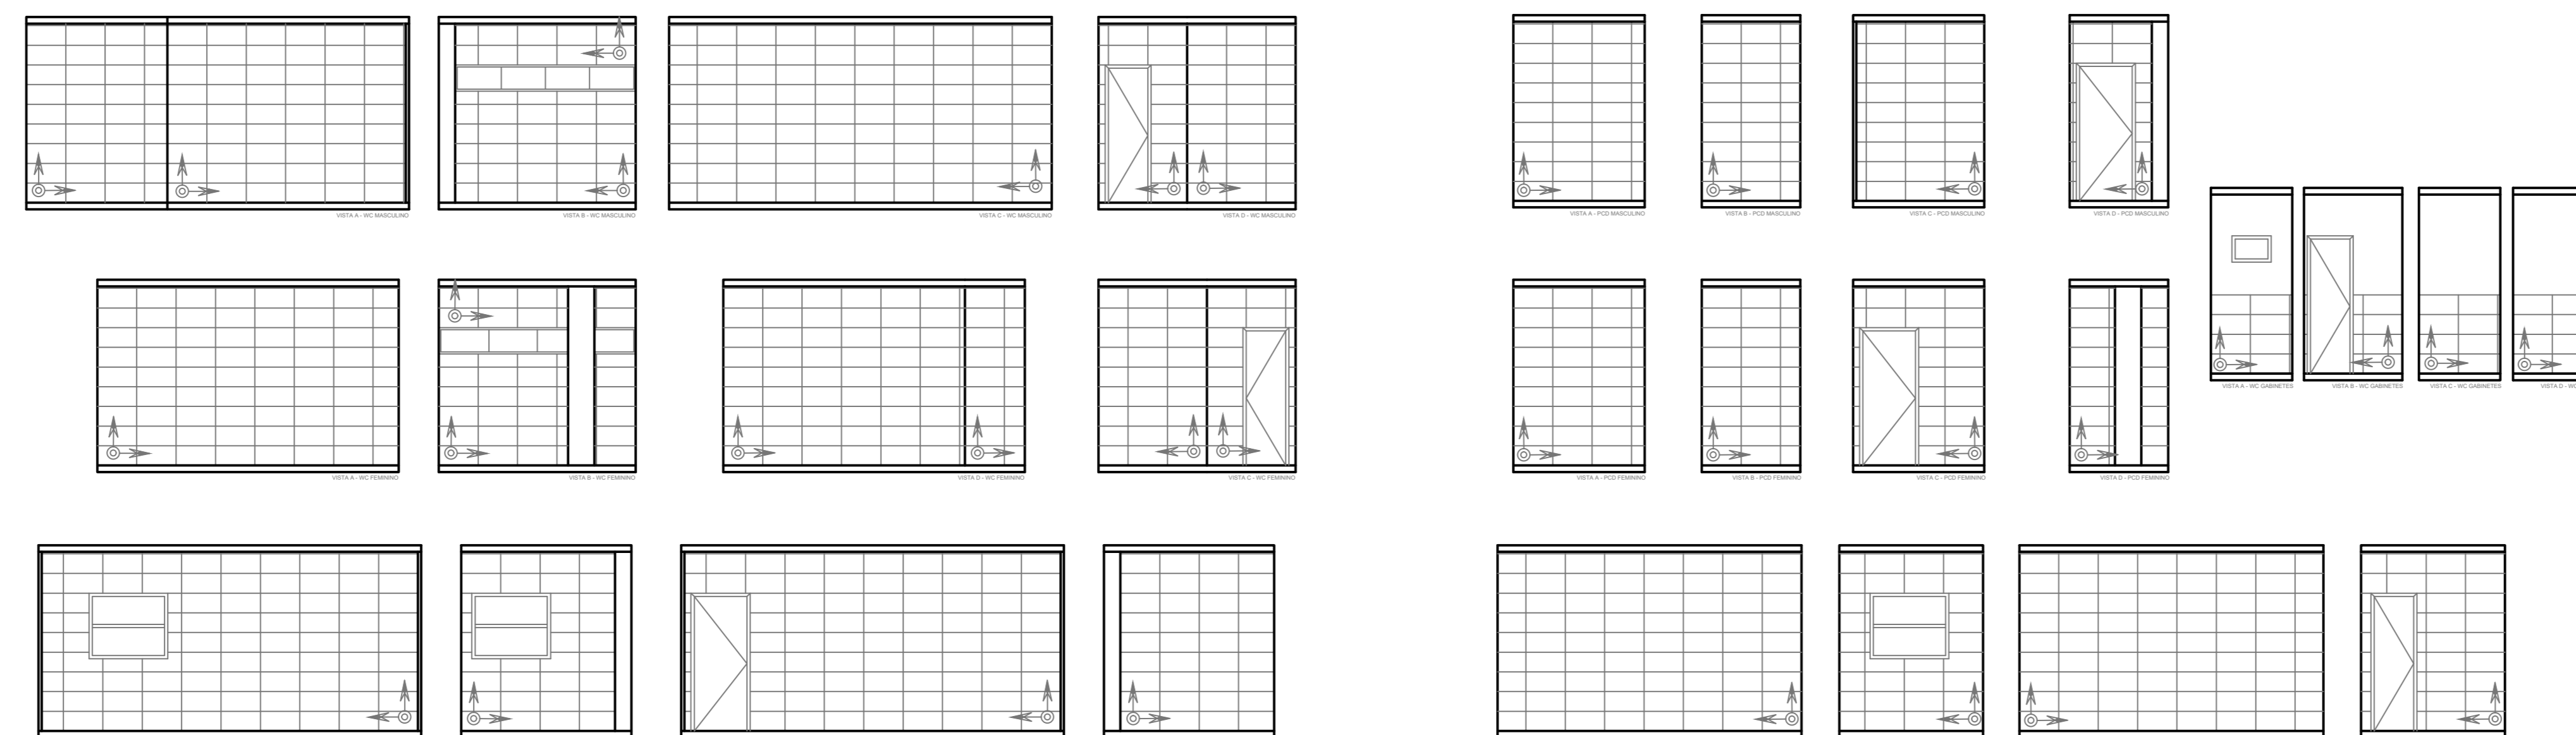 VISTA A - WC MASCULINO
VISTA B - WC MASCULINO
VISTA C - WC MASCULINO
VISTA D - WC MASCULINO
VISTA A - PCD MASCULINO
VISTA B - PCD MASCULINO
VISTA C - PCD MASCULINO
VISTA D - PCD MASCULINO
VISTA A - WC GABINETES
VISTA B - WC GABINETES
VISTA C - WC GABINETES
VISTA D - WC
VISTA A - WC FEMININO
VISTA B - WC FEMININO
VISTA D - WC FEMININO
VISTA C - WC FEMININO
VISTA A - PCD FEMININO
VISTA B - PCD FEMININO
VISTA C - PCD FEMININO
VISTA D - PCD FEMININO